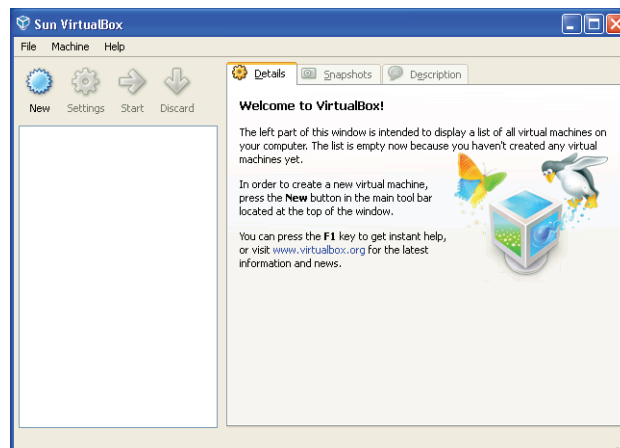 Sun VirtualBox
File Machine Help
New Settings Start Discard
Details Snapshots Description
Welcome to VirtualBox!
The left part of this window is intended to display a list of all virtual machines on
your computer. The list is empty now because you haven't created any virtual
machines yet.
In order to create a new virtual machine,
press the New button in the main tool bar
located at the top of the window.
You can press the F1 key to get instant help,
or visit www.virtualbox.org for the latest
information and news.